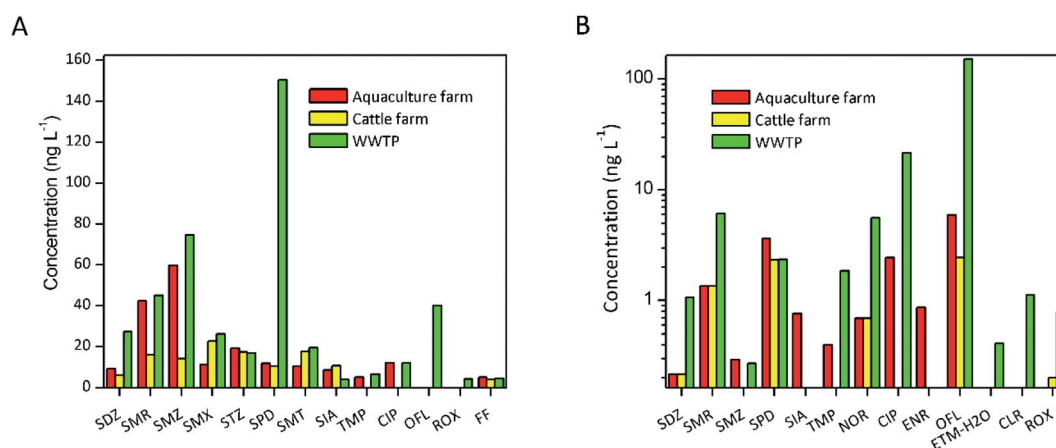 A
Concentration (ng L⁻¹)
160
140
120
100
80
60
40
20
0
Aquaculture farm
Cattle farm
WWTP
SDZ SMR SMZ SMX STZ SPD SMT SIA TMP CIP OFL ROX FF
B
Concentration (ng L⁻¹)
100
10
1
Aquaculture farm
Cattle farm
WWTP
SDZ SMR SMZ SPD SIA TMP NOR CIP ENR OFL ETM-H2O CLR ROX